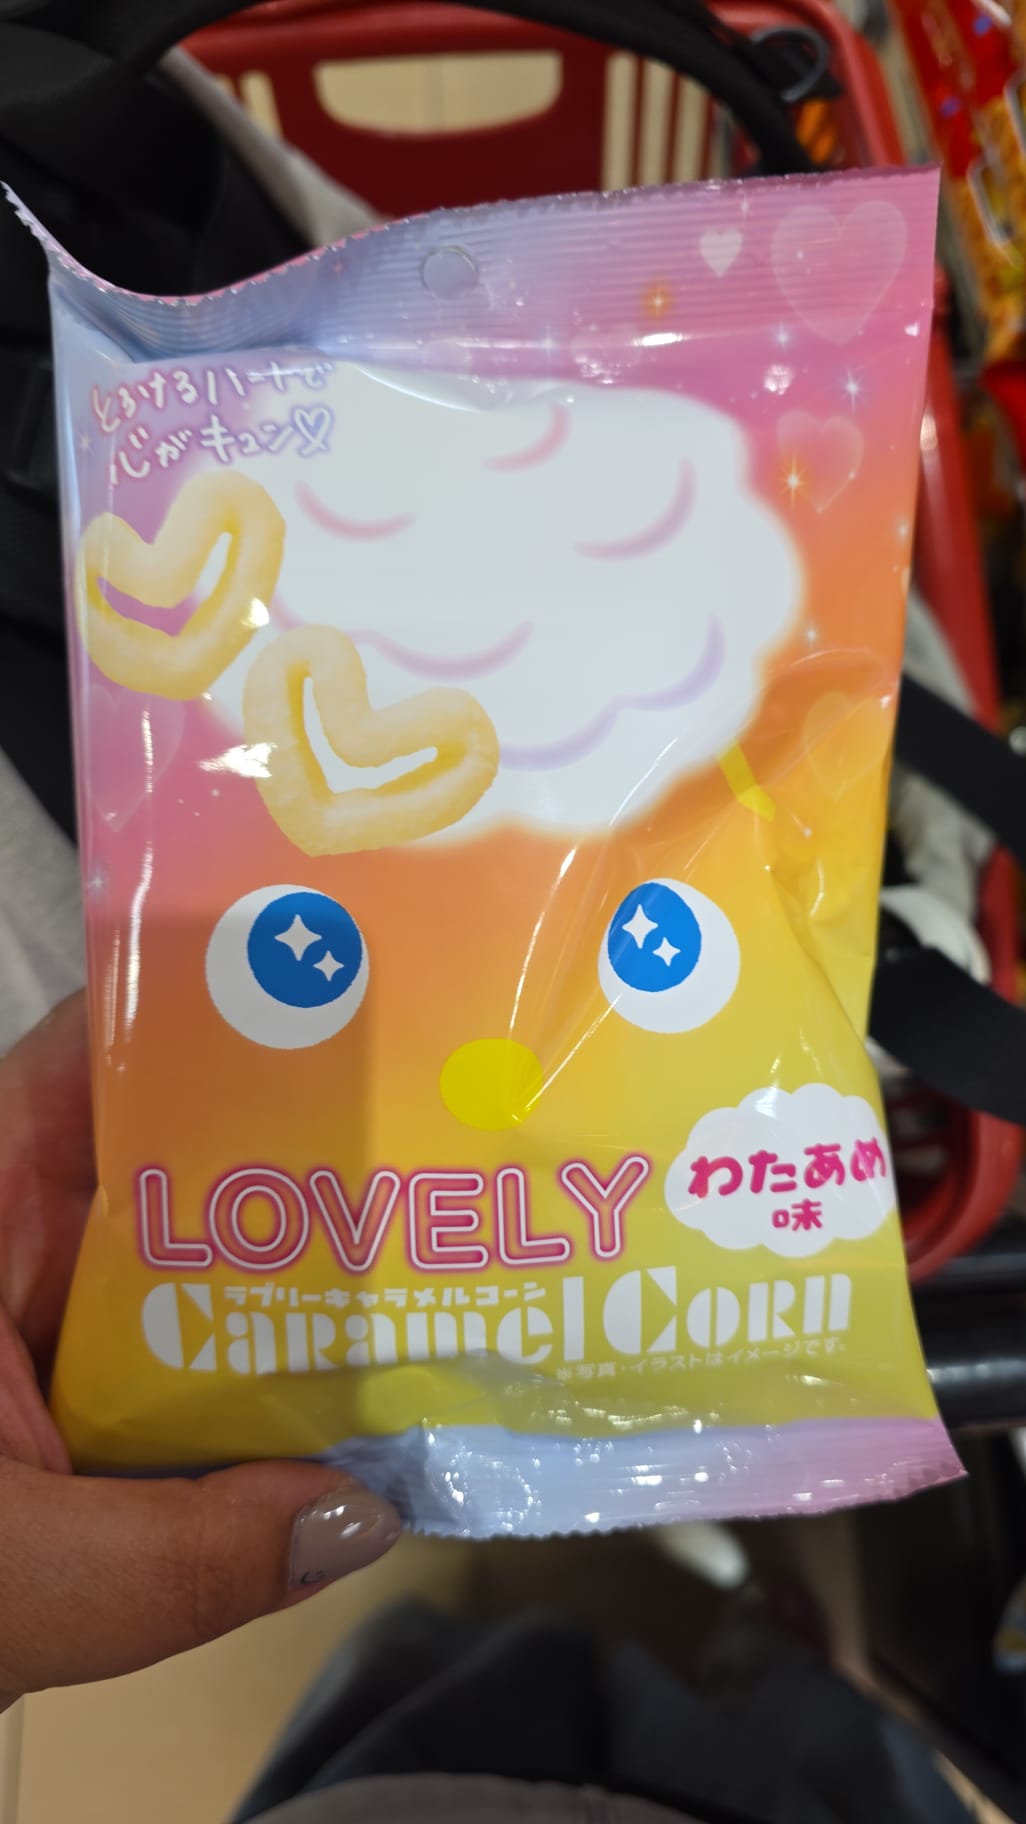 とろけるハートで
心がキュン♡
わたあめ
味
LOVELY
ラブリーキャラメルコーン
Caramel Corn
※写真・イラストはイメージです。